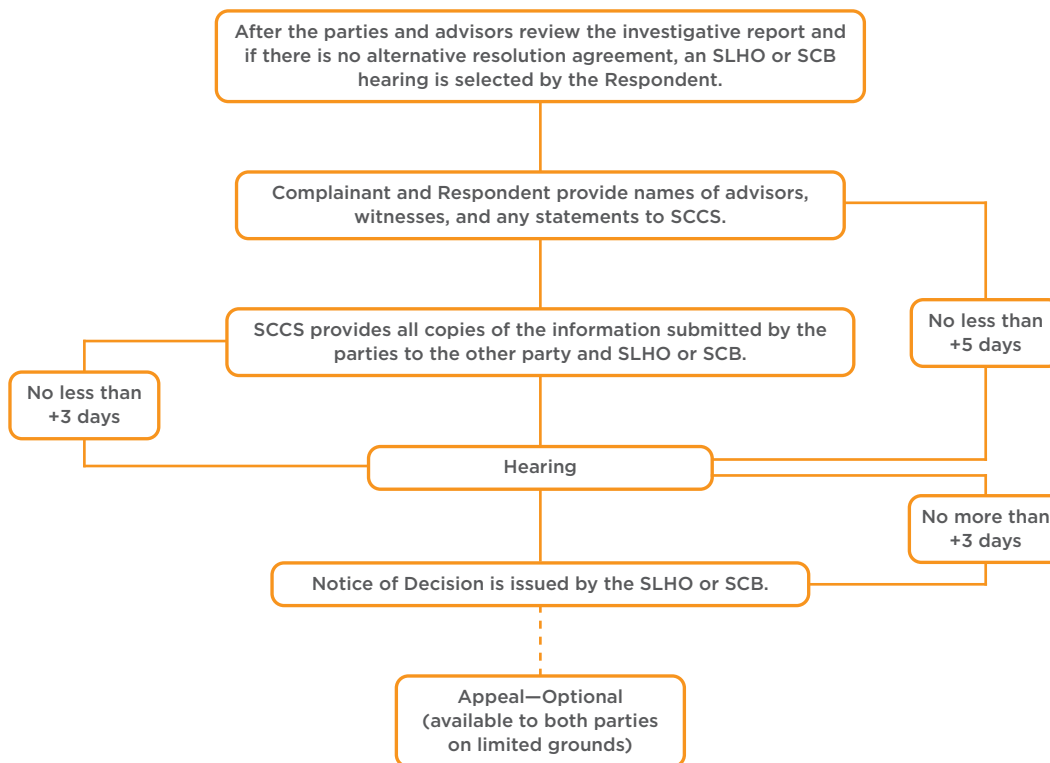 After the parties and advisors review the investigative report and
if there is no alternative resolution agreement, an SLHO or SCB
hearing is selected by the Respondent.
Complainant and Respondent provide names of advisors,
witnesses, and any statements to SCCS.
SCCS provides all copies of the information submitted by the
parties to the other party and SLHO or SCB.
No less than
+5 days
No less than
+3 days
Hearing
No more than
+3 days
Notice of Decision is issued by the SLHO or SCB.
Appeal—Optional
(available to both parties
on limited grounds)